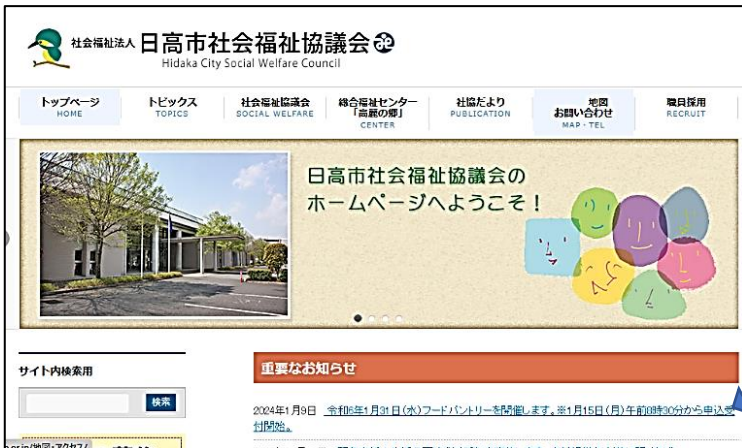 社会福祉法人 日高市社会福祉協議会
Hidaka City Social Welfare Council
トップページ
HOME
トピックス
TOPICS
社会福祉協議会
SOCIAL WELFARE
総合福祉センター
「高麗の郷」
CENTER
社協だより
PUBLICATION
地図
お問い合わせ
MAP・TEL
職員採用
RECRUIT
日高市社会福祉協議会の
ホームページへようこそ！
サイト内検索用
検索
重要なお知らせ
2024年1月9日 令和6年1月31日(水)フードパントリーを開催します。※1月15日(月)午前8時30分から申込受
付開始。